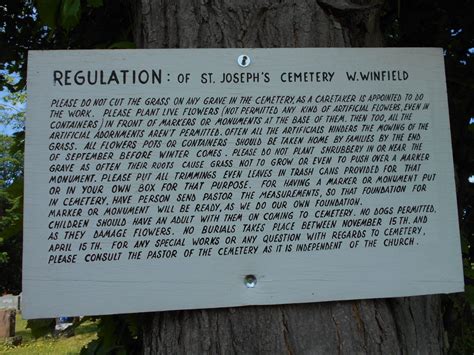 REGULATION: OF ST. JOSEPH'S CEMETERY W.WINFIELD
PLEASE DO NOT CUT THE GRASS ON ANY GRAVE IN THE CEMETERY, AS A CARETAKER IS APPOINTED TO DO
THE WORK. PLEASE PLANT LIVE FLOWERS (NOT PERMITTED ANY KIND OF ARTIFICIAL FLOWERS, EVEN IN
CONTAINERS) IN FRONT OF MARKERS OR MONUMENTS AT THE BASE OF THEM. THEN TOO, ALL THE
ARTIFICIAL ADORNMENTS AREN'T PERMITTED. OFTEN ALL THE ARTIFICALS HINDERS THE MOWING OF THE
GRASS. ALL FLOWERS POTS OR CONTAINERS SHOULD BE TAKEN HOME BY FAMILIES BY THE END
OF SEPTEMBER BEFORE WINTER COMES. PLEASE DO NOT PLANT SHRUBBERY IN OR NEAR THE
GRAVE AS OFTEN THEIR ROOTS CAUSE GRASS NOT TO GROW OR EVEN TO PUSH OVER A MARKER
MONUMENT. PLEASE PUT ALL TRIMMINGS EVEN LEAVES IN TRASH CANS PROVIDED FOR THAT
OR IN YOUR OWN BOX FOR THAT PURPOSE. FOR HAVING A MARKER OR MONUMENT PUT
IN CEMETERY, HAVE PERSON SEND PASTOR THE MEASUREMENTS, SO THAT FOUNDATION FOR
MARKER OR MONUMENT WILL BE READY, AS WE DO OUR OWN FOUNDATION.
CHILDREN SHOULD HAVE AN ADULT WITH THEM ON COMING TO CEMETERY. NO DOGS PERMITTED,
AS THEY DAMAGE FLOWERS. NO BURIALS TAKES PLACE BETWEEN NOVEMBER 15TH. AND
APRIL 15TH. FOR ANY SPECIAL WORKS OR ANY QUESTION WITH REGARDS TO CEMETERY,
PLEASE CONSULT THE PASTOR OF THE CEMETERY AS IT IS INDEPENDENT OF THE CHURCH.